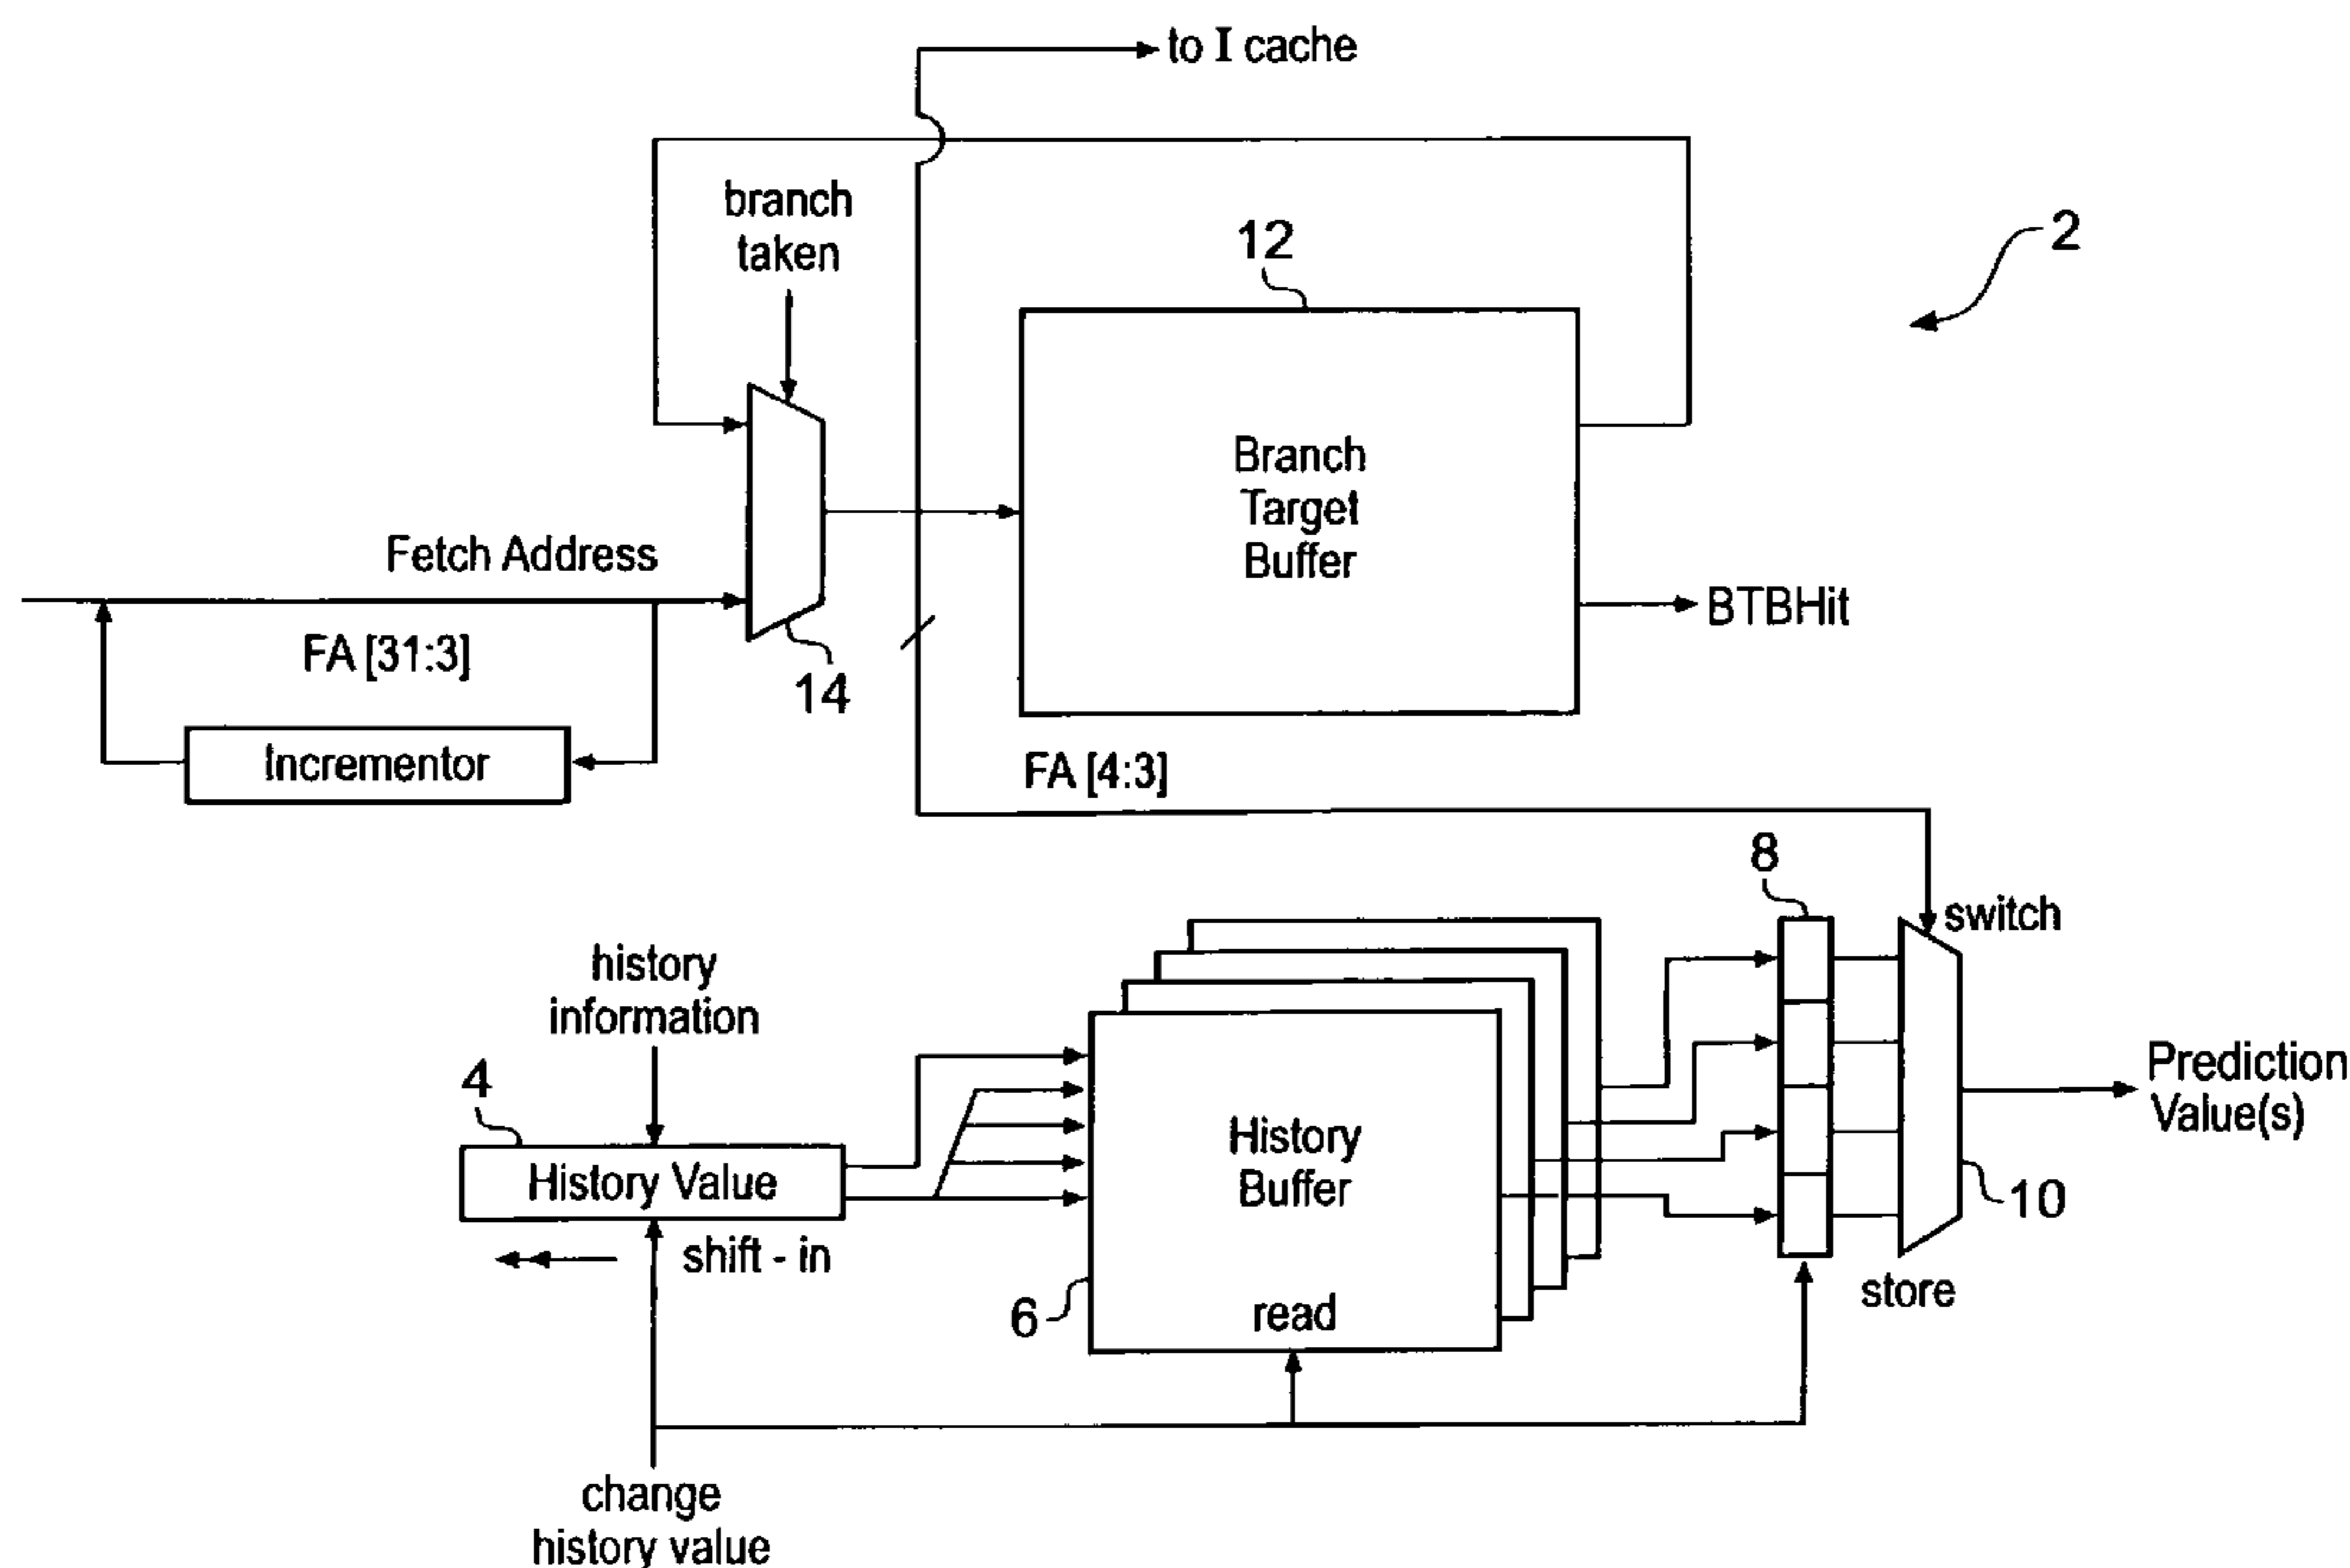 to I cache
branch
taken
12
2
Branch
Target
Buffer
Fetch Address
BTBHit
FA [31:3]
14
Incrementor
FA [4:3]
8
switch
history
information
4
History Value
shift - in
History
Buffer
Prediction
Value(s)
10
6
read
store
change
history value